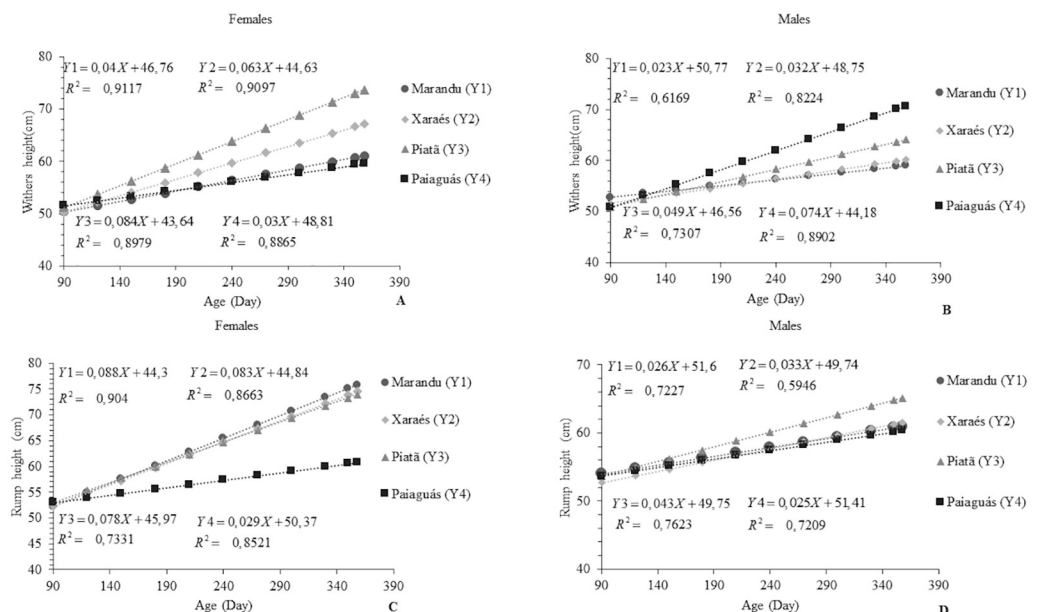 Females
80
70
60
50
40
Withers height(cm)
Y1=0,04X+46,76 Y2=0,063X+44,63
R²= 0,9117 R²= 0,9097
Y3=0,084X+43,64 Y4=0,03X+48,81
R²= 0,8979 R²= 0,8865
90 140 190 240 290 340 390
Age (Day)
A
Marandu (Y1)
Xaraés (Y2)
Piatã (Y3)
Paiaguás (Y4)
Males
80
70
60
50
40
Withers height(cm)
Y1=0,023X+50,77 Y2=0,032X+48,75
R²= 0,6169 R²= 0,8224
Y3=0,049X+46,56 Y4=0,074X+44,18
R²= 0,7307 R²= 0,8902
90 140 190 240 290 340 390
Age (Day)
B
Marandu (Y1)
Xaraés (Y2)
Piatã (Y3)
Paiaguás (Y4)
Females
80
75
70
65
60
55
50
45
40
Rump height (cm)
Y1=0,088X+44,3 Y2=0,083X+44,84
R²= 0,904 R²= 0,8663
Y3=0,078X+45,97 Y4=0,029X+50,37
R²= 0,7331 R²= 0,8521
90 140 190 240 290 340 390
Age (Day)
C
Marandu (Y1)
Xaraés (Y2)
Piatã (Y3)
Paiaguás (Y4)
Males
70
60
50
40
Rump height (cm)
Y1=0,026X+51,6 Y2=0,033X+49,74
R²= 0,7227 R²= 0,5946
Y3=0,043X+49,75 Y4=0,025X+51,41
R²= 0,7623 R²= 0,7209
90 140 190 240 290 340 390
Age (Day)
D
Marandu (Y1)
Xaraés (Y2)
Piatã (Y3)
Paiaguás (Y4)